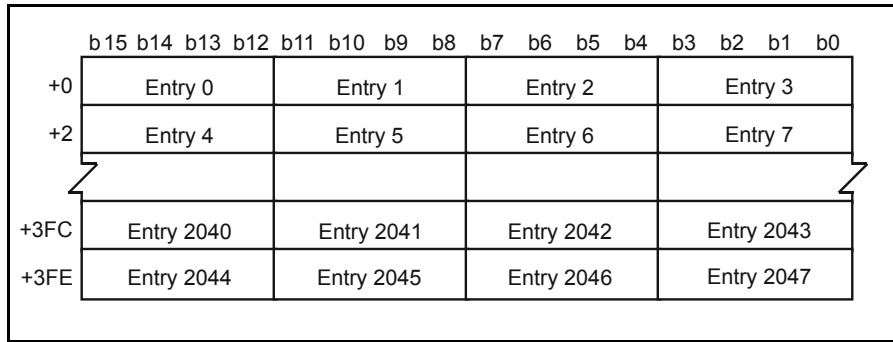 b15 b14 b13 b12 b11 b10 b9 b8 b7 b6 b5 b4 b3 b2 b1 b0
+0 Entry 0 Entry 1 Entry 2 Entry 3
+2 Entry 4 Entry 5 Entry 6 Entry 7
+3FC Entry 2040 Entry 2041 Entry 2042 Entry 2043
+3FE Entry 2044 Entry 2045 Entry 2046 Entry 2047